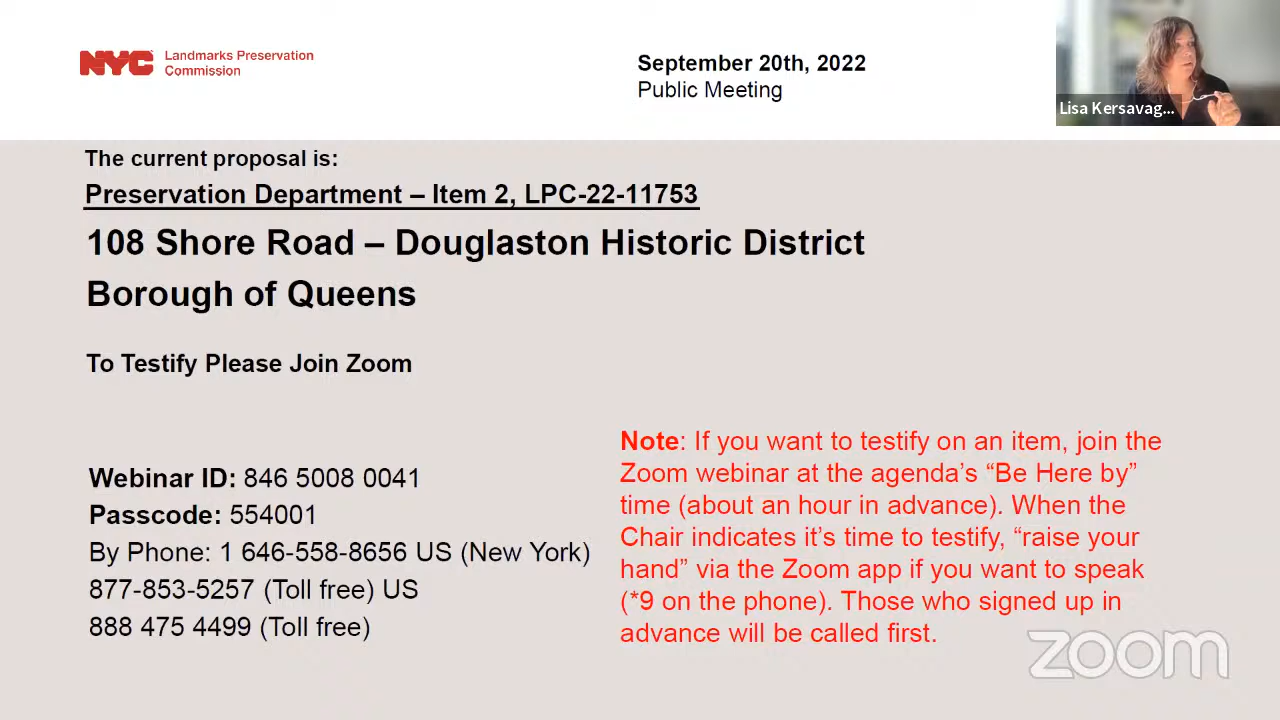 NYC Landmarks Preservation
Commission
September 20th, 2022
Public Meeting
Lisa Kersavag...
The current proposal is:
Preservation Department – Item 2, LPC-22-11753
108 Shore Road – Douglaston Historic District
Borough of Queens
To Testify Please Join Zoom
Webinar ID: 846 5008 0041
Passcode: 554001
By Phone: 1 646-558-8656 US (New York)
877-853-5257 (Toll free) US
888 475 4499 (Toll free)
Note: If you want to testify on an item, join the
Zoom webinar at the agenda’s “Be Here by”
time (about an hour in advance). When the
Chair indicates it’s time to testify, “raise your
hand” via the Zoom app if you want to speak
(*9 on the phone). Those who signed up in
advance will be called first.
zoom